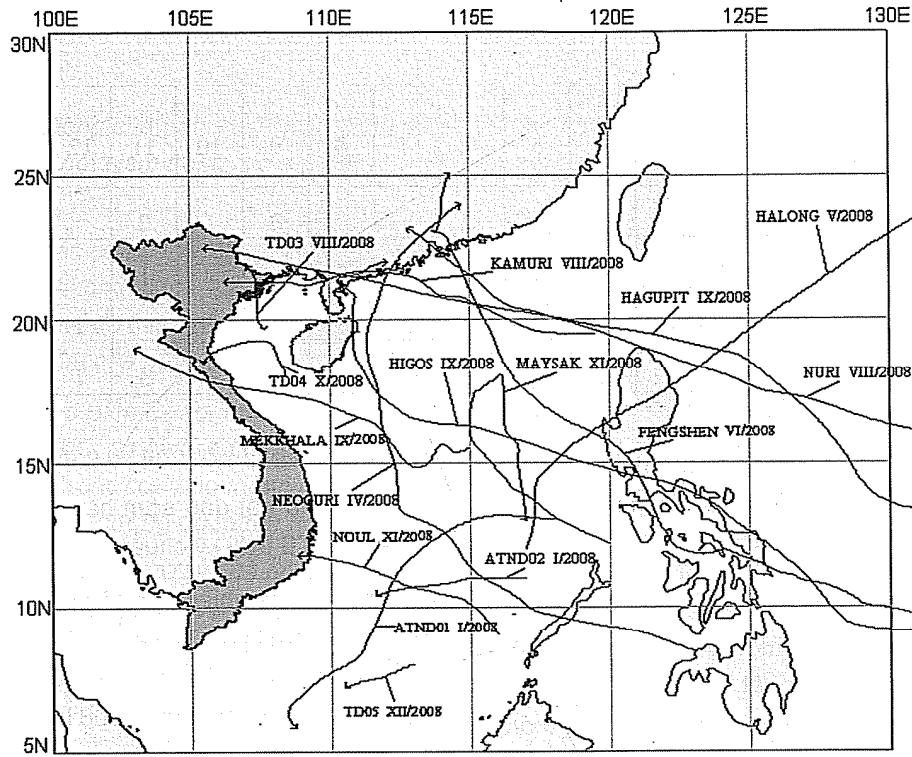 100E 105E 110E 115E 120E 125E 130E
30N
25N
HALONG V/2008
TD03 VIII/2008
KAMURI VIII/2008
HAGUPIT IX/2008
20N
HIGOS IX/2008
MAYSAK XI/2008
NURI VIII/2008
TD04 X/2008
MEKKHALA IX/2008
FENGSHEN VI/2008
15N
NEOGURI IV/2008
NOUL XI/2008
ATND02 I/2008
10N
ATND01 I/2008
TD05 XII/2008
5N